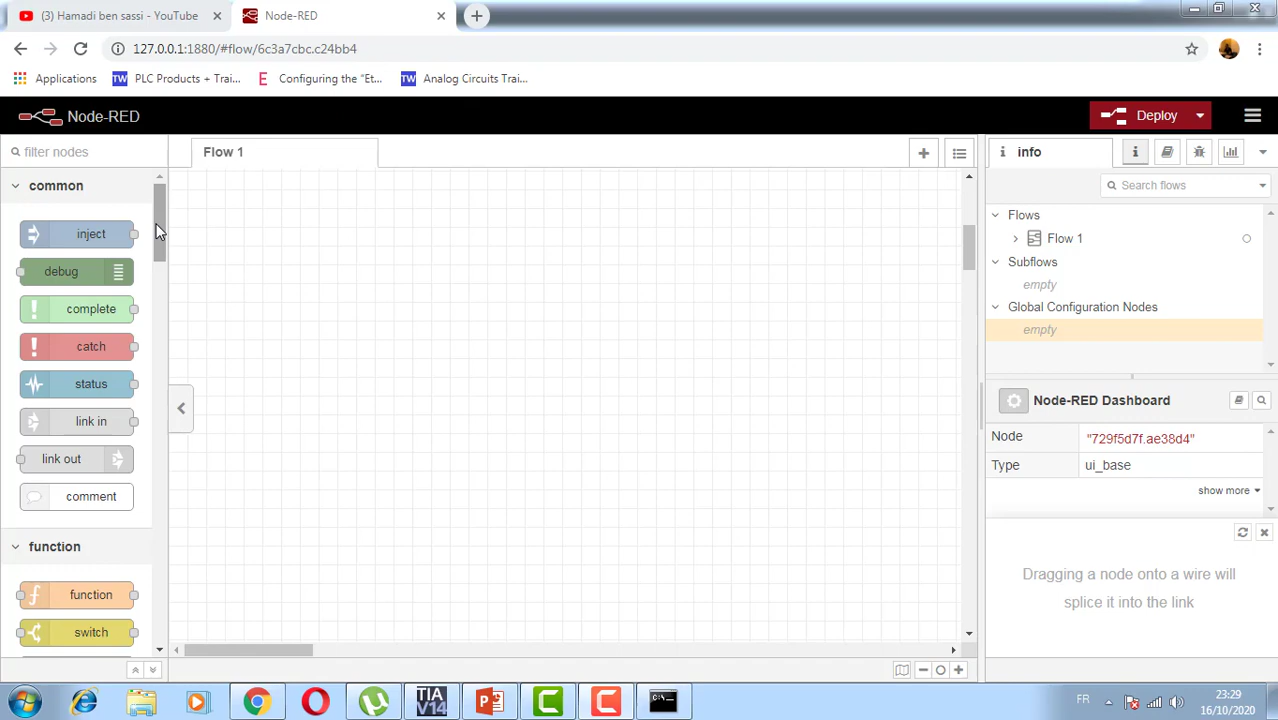 (3) Hamadi ben sassi - YouTube
Node-RED
127.0.0.1:1880/#flow/6c3a7cbc.c24bb4
Applications
TW PLC Products + Trai...
E Configuring the "Et...
TW Analog Circuits Trai...
Node-RED
Deploy
filter nodes
Flow 1
info
common
inject
debug
complete
catch
status
link in
link out
comment
function
function
switch
Search flows
Flows
Flow 1
Subflows
empty
Global Configuration Nodes
empty
Node-RED Dashboard
Node "729f5d7f.ae38d4"
Type ui_base
show more
Dragging a node onto a wire will
splice it into the link
TIA
V14
FR
23:29
16/10/2020